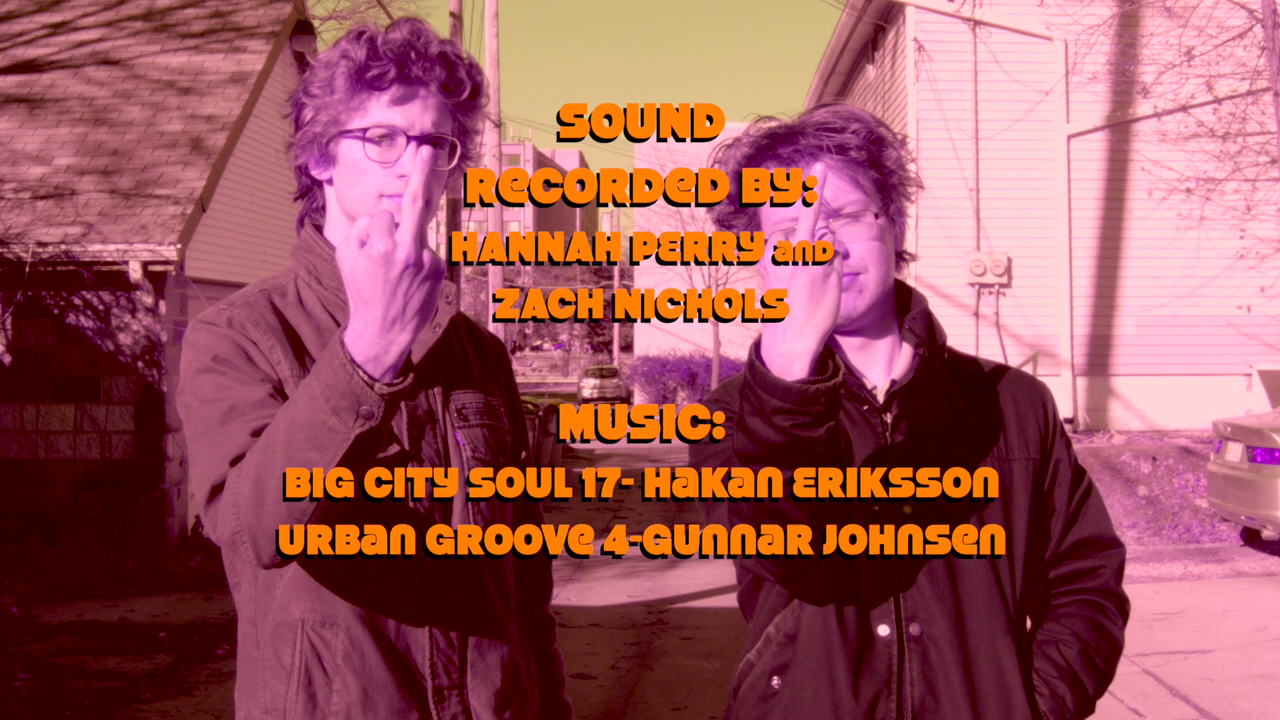 SOUND
RECORDED BY:
HANNAH PERRY AND
ZACH NICHOLS
MUSIC:
BIG CITY SOUL 17- HAKAN ERIKSSON
URBAN GROOVE 4-GUNNAR JOHNSEN